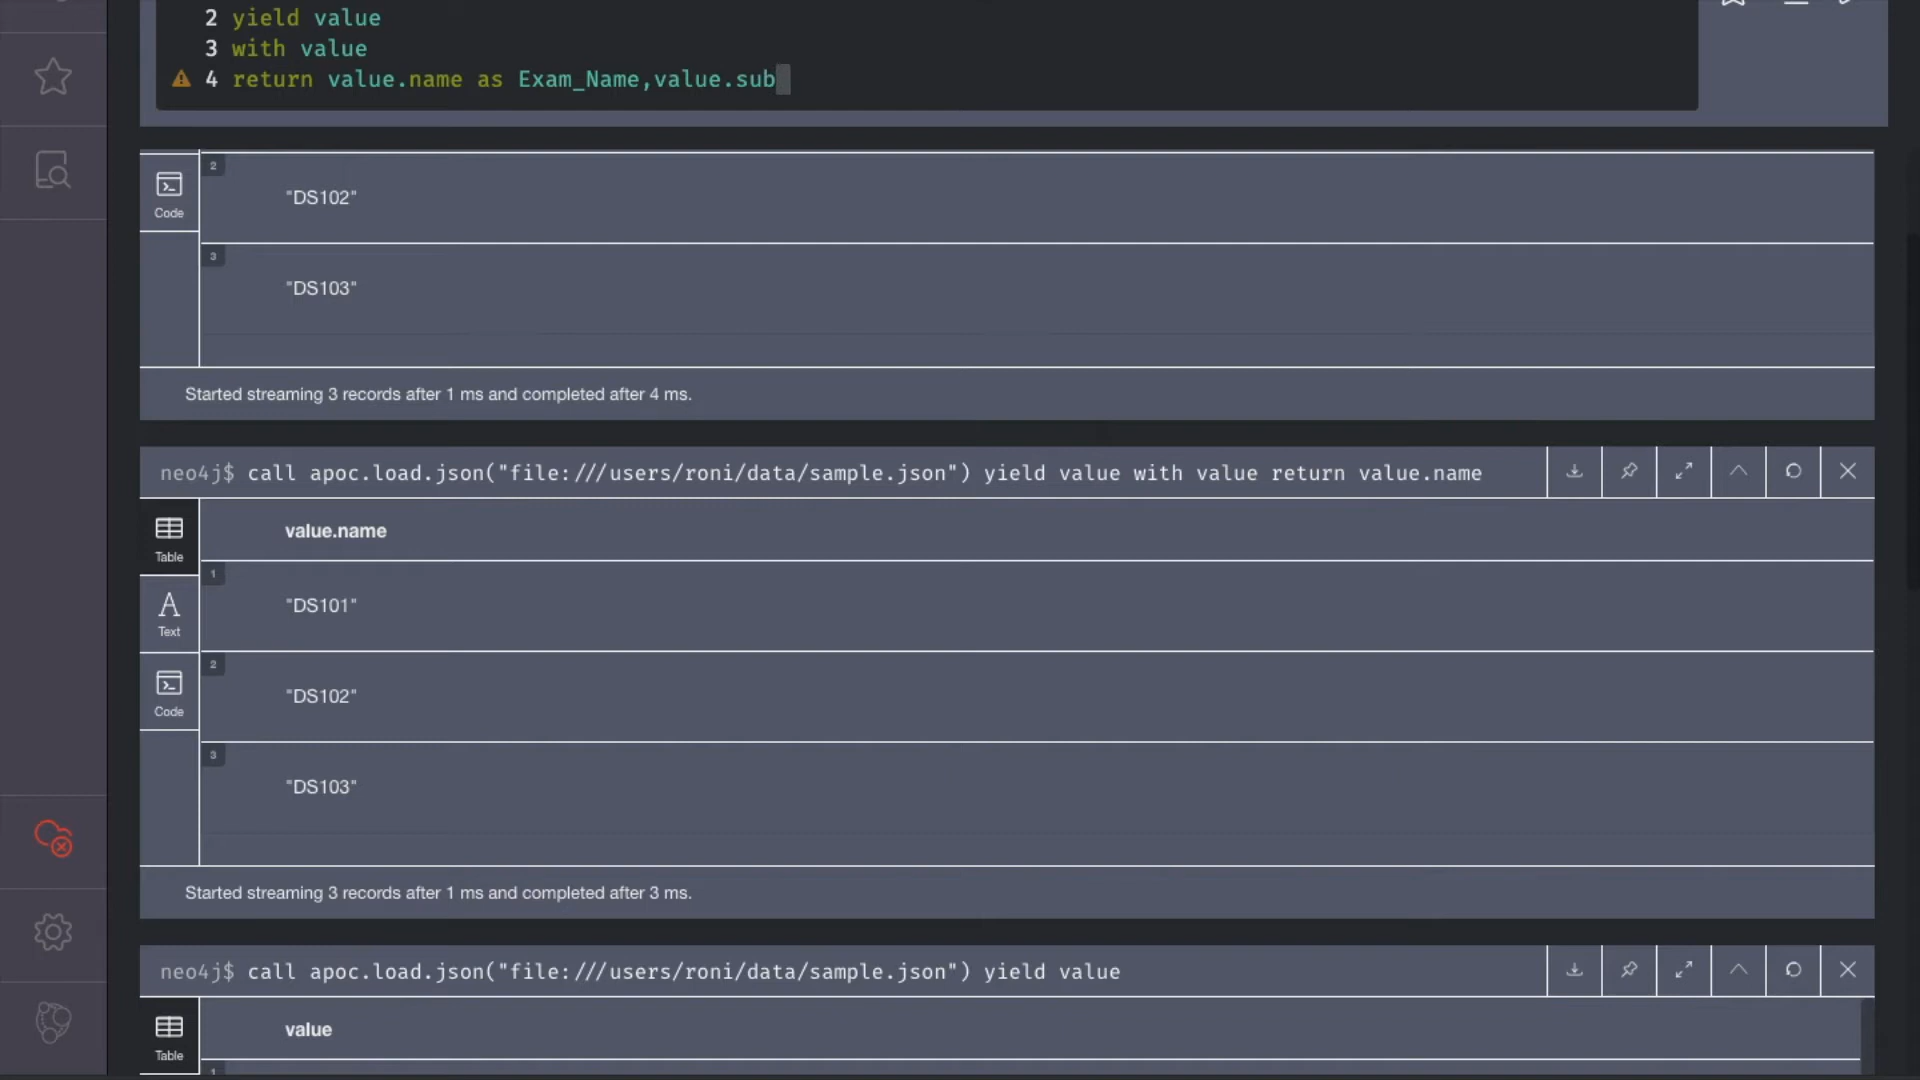 2 yield value
3 with value
4 return value.name as Exam_Name,value.sub
2
"DS102"
Code
3
"DS103"
Started streaming 3 records after 1 ms and completed after 4 ms.
neo4j$ call apoc.load.json("file:///users/roni/data/sample.json") yield value with value return value.name
Table
value.name
1
"DS101"
Text
2
"DS102"
Code
3
"DS103"
Started streaming 3 records after 1 ms and completed after 3 ms.
neo4j$ call apoc.load.json("file:///users/roni/data/sample.json") yield value
Table
value
1